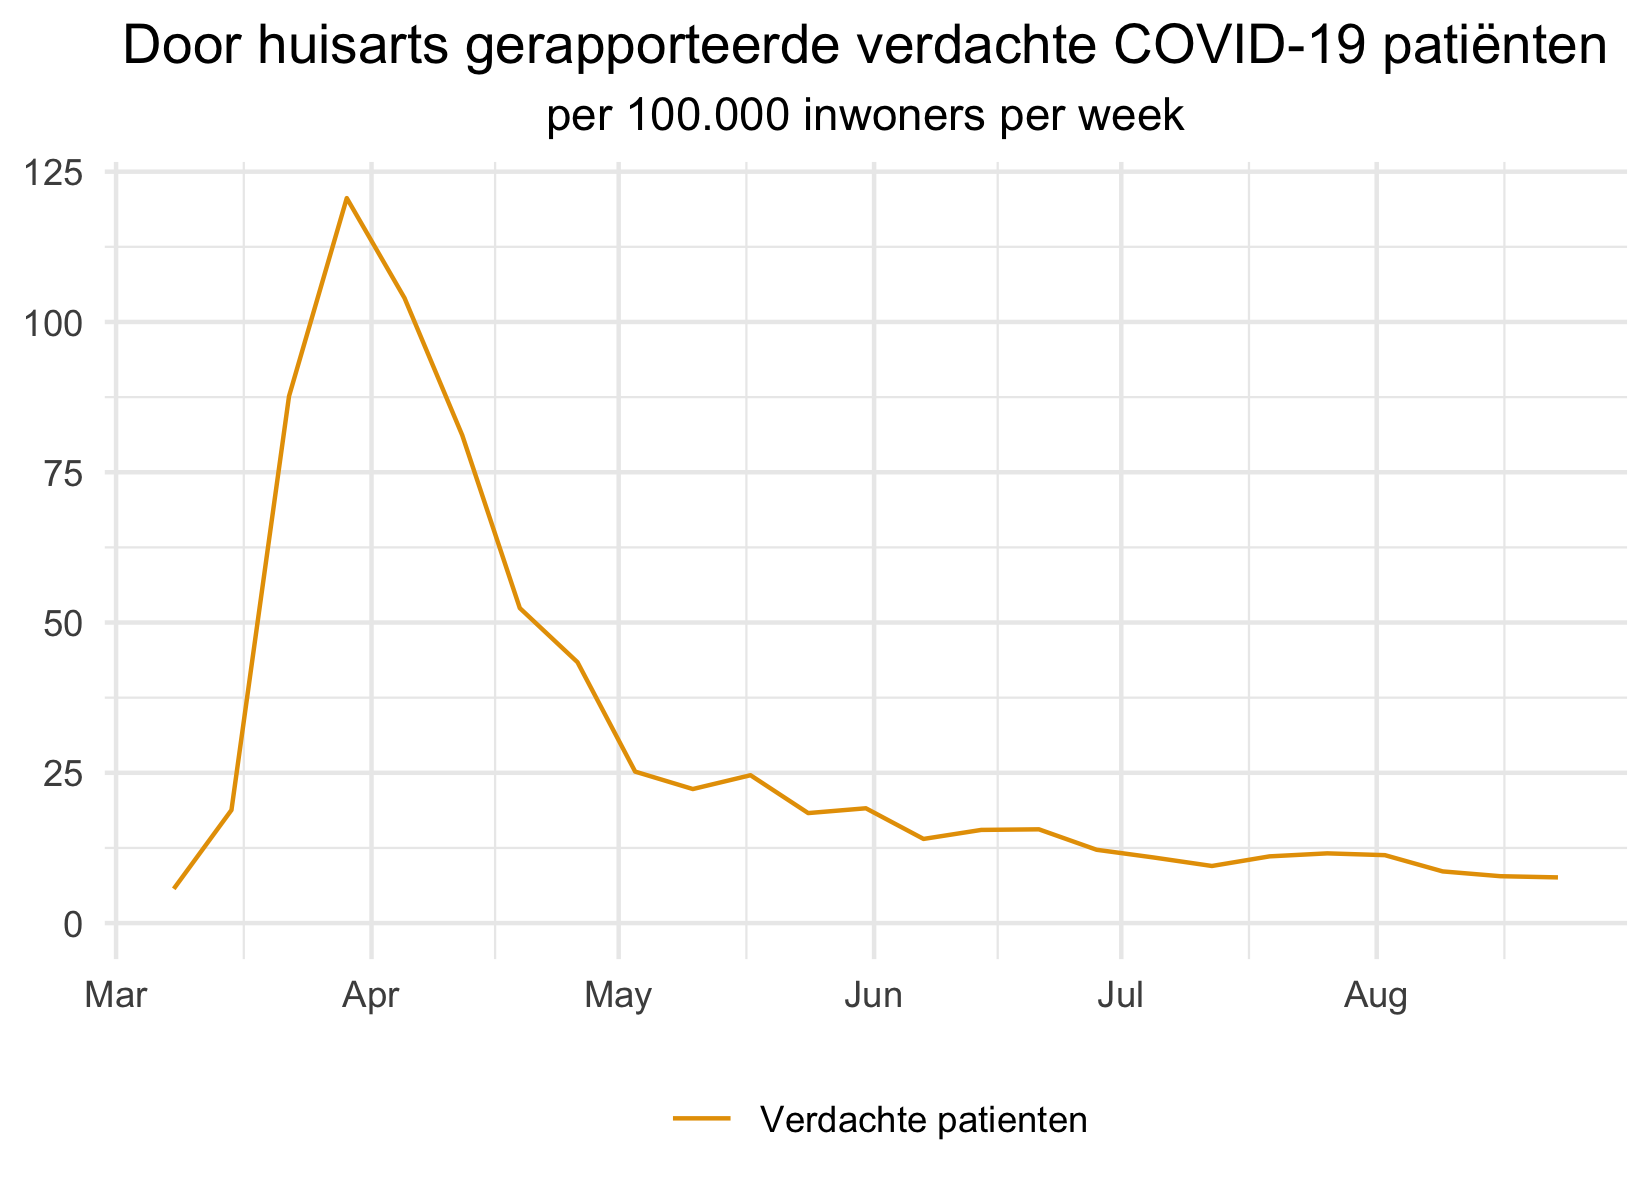 Door huisarts gerapporteerde verdachte COVID-19 patiënten
per 100.000 inwoners per week
125
100
75
50
25
0
Mar Apr May Jun Jul Aug
Verdachte patienten